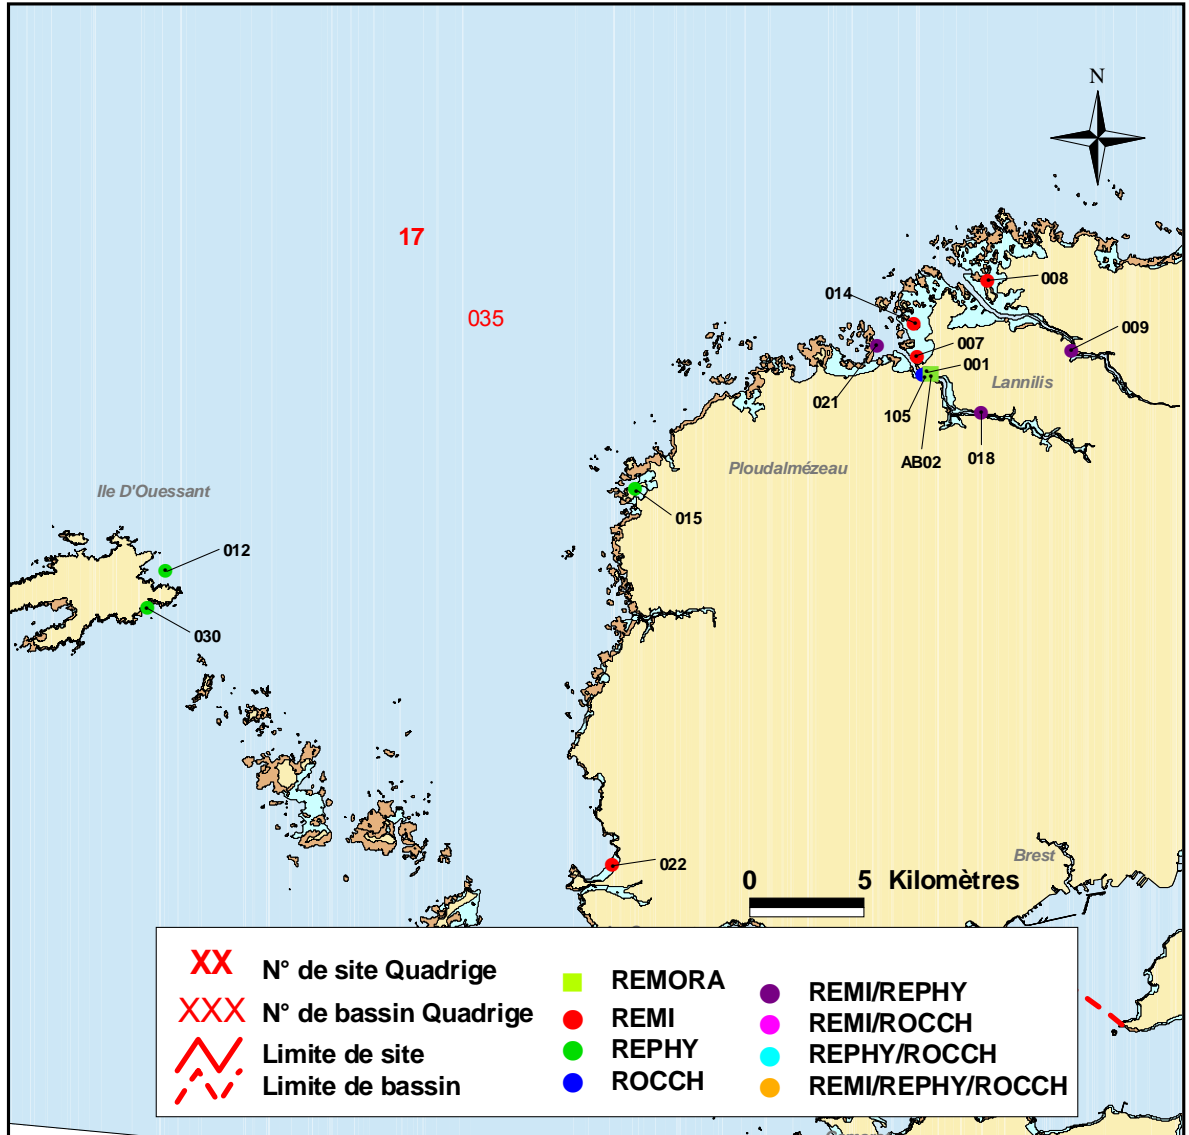 N
17
035
008
014
009
007
001
Lannilis
021
105
AB02
018
Ploudalmézeau
Ile D'Ouessant
015
012
030
022
Brest
0 5 Kilomètres
XX N° de site Quadrige
XXX N° de bassin Quadrige
Limite de site
Limite de bassin
REMORA
REMI
REPHY
ROCCH
REMI/REPHY
REMI/ROCCH
REPHY/ROCCH
REMI/REPHY/ROCCH